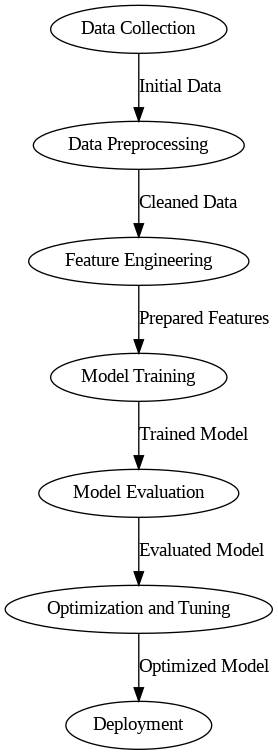 Data Collection
Initial Data
Data Preprocessing
Cleaned Data
Feature Engineering
Prepared Features
Model Training
Trained Model
Model Evaluation
Evaluated Model
Optimization and Tuning
Optimized Model
Deployment